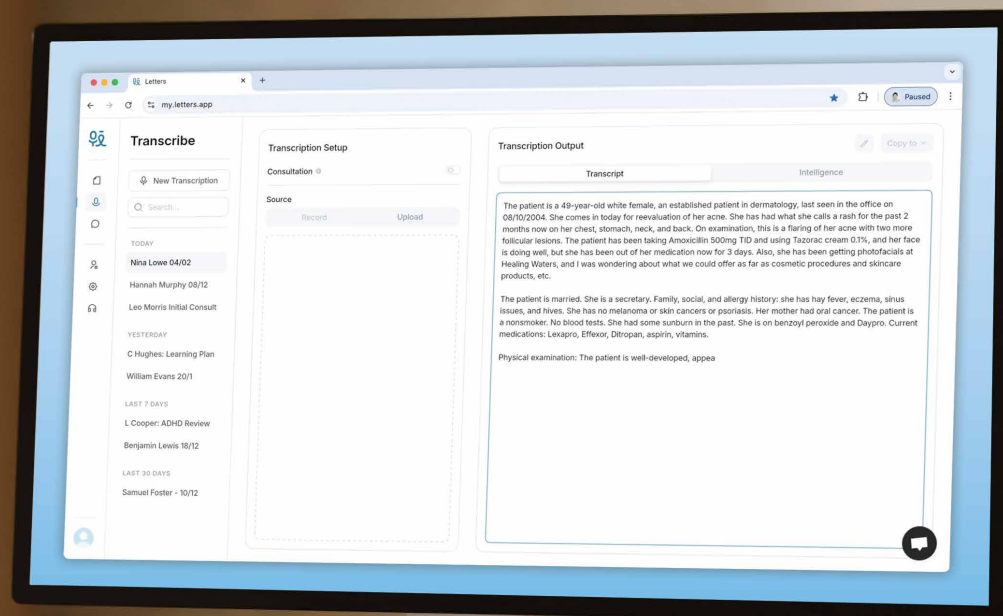 Letters
my.letters.app
Paused
Transcribe
New Transcription
Search...
TODAY
Nina Lowe 04/02
Hannah Murphy 08/12
Leo Morris Initial Consult
YESTERDAY
C Hughes: Learning Plan
William Evans 20/1
LAST 7 DAYS
L Cooper: ADHD Review
Benjamin Lewis 18/12
LAST 30 DAYS
Samuel Foster - 10/12
Transcription Setup
Consultation
Source
Record
Upload
Transcription Output
Copy to
Transcript
Intelligence
The patient is a 49-year-old white female, an established patient in dermatology, last seen in the office on
08/10/2004. She comes in today for reevaluation of her acne. She has had what she calls a rash for the past 2
months now on her chest, stomach, neck, and back. On examination, this is a flaring of her acne with two more
follicular lesions. The patient has been taking Amoxicillin 500mg TID and using Tazorac cream 0.1%, and her face
is doing well, but she has been out of her medication now for 3 days. Also, she has been getting photofacials at
Healing Waters, and I was wondering about what we could offer as far as cosmetic procedures and skincare
products, etc.
The patient is married. She is a secretary. Family, social, and allergy history: she has hay fever, eczema, sinus
issues, and hives. She has no melanoma or skin cancers or psoriasis. Her mother had oral cancer. The patient is
a nonsmoker. No blood tests. She had some sunburn in the past. She is on benzoyl peroxide and Daypro. Current
medications: Lexapro, Effexor, Ditropan, aspirin, vitamins.
Physical examination: The patient is well-developed, appea